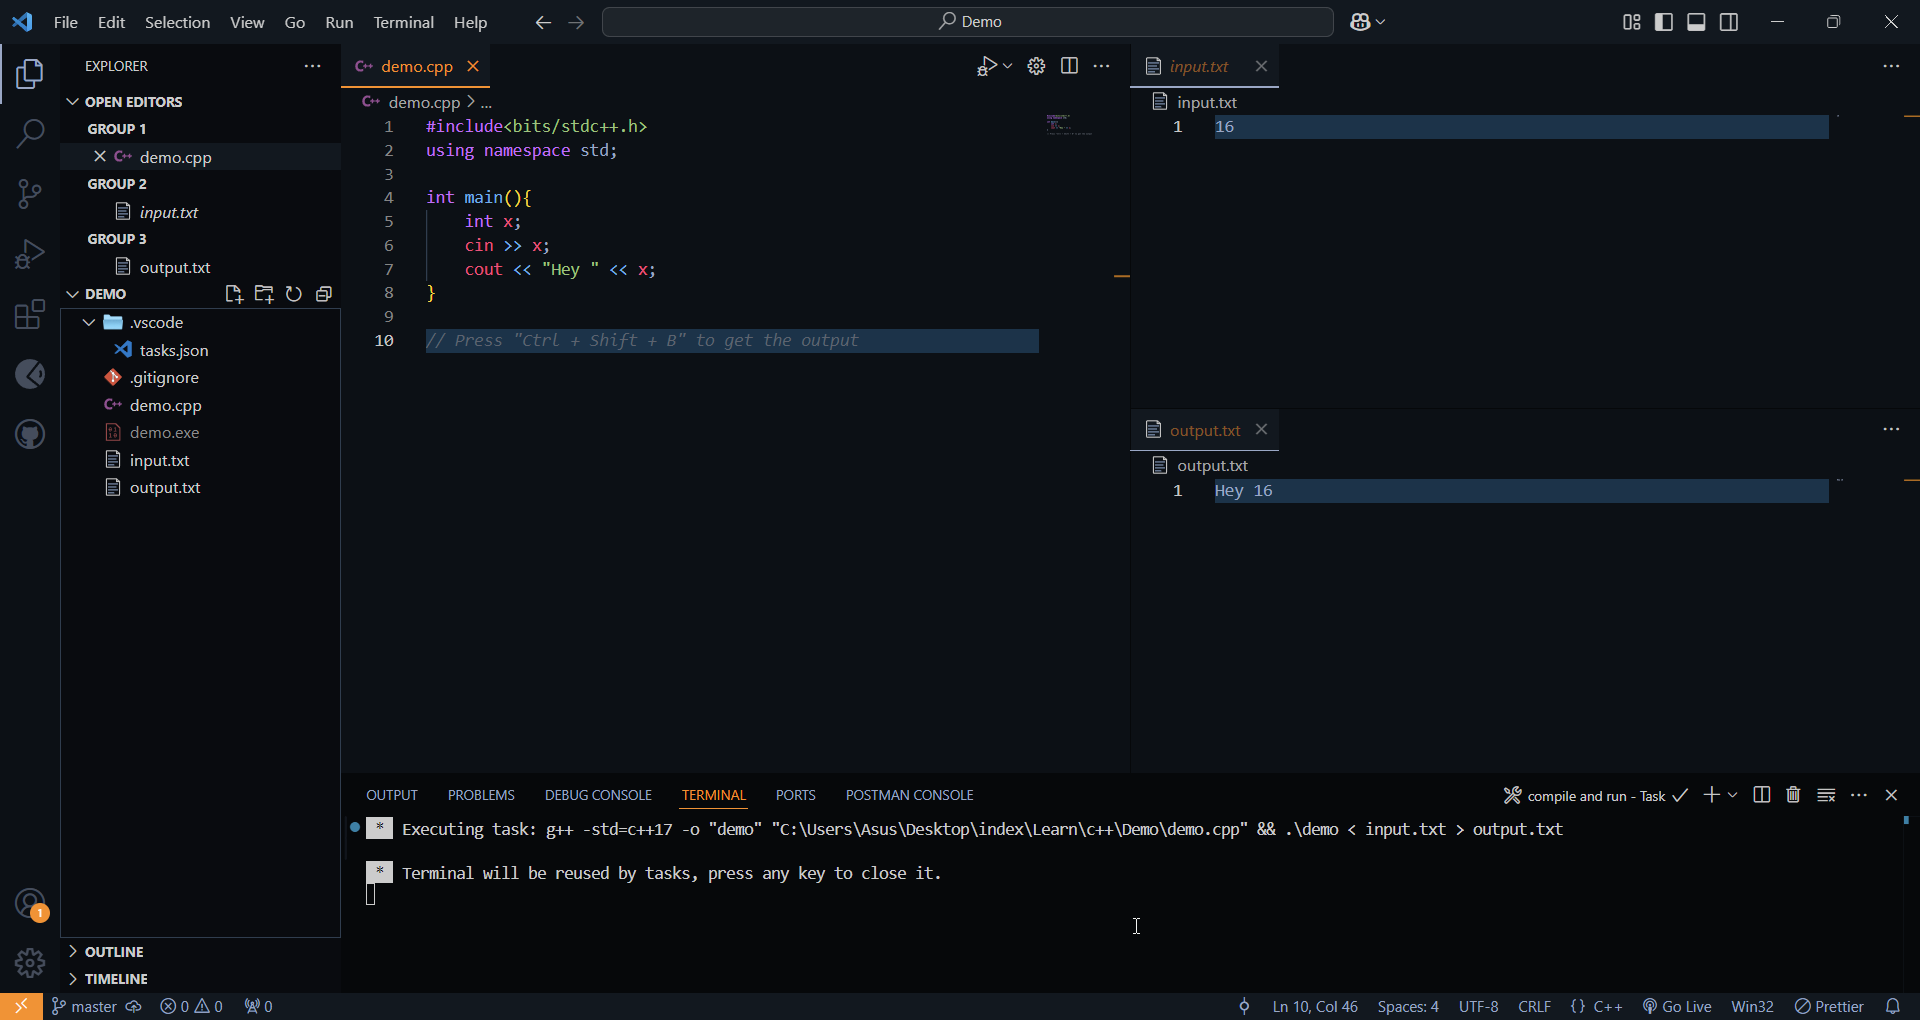 File Edit Selection View Go Run Terminal Help
Demo
EXPLORER
OPEN EDITORS
GROUP 1
demo.cpp
GROUP 2
input.txt
GROUP 3
output.txt
DEMO
.vscode
tasks.json
.gitignore
demo.cpp
demo.exe
input.txt
output.txt
OUTLINE
TIMELINE
demo.cpp
demo.cpp > ...
1 #include<bits/stdc++.h>
2 using namespace std;
3
4 int main(){
5 int x;
6 cin >> x;
7 cout << "Hey " << x;
8 }
9
10 // Press "Ctrl + Shift + B" to get the output
input.txt
input.txt
1 16
output.txt
output.txt
1 Hey 16
OUTPUT PROBLEMS DEBUG CONSOLE TERMINAL PORTS POSTMAN CONSOLE
compile and run - Task
* Executing task: g++ -std=c++17 -o "demo" "C:\Users\Asus\Desktop\index\Learn\c++\Demo\demo.cpp" && .\demo < input.txt > output.txt
* Terminal will be reused by tasks, press any key to close it.
1
master 0 0 0
Ln 10, Col 46 Spaces: 4 UTF-8 CRLF {} C++ Go Live Win32 Prettier